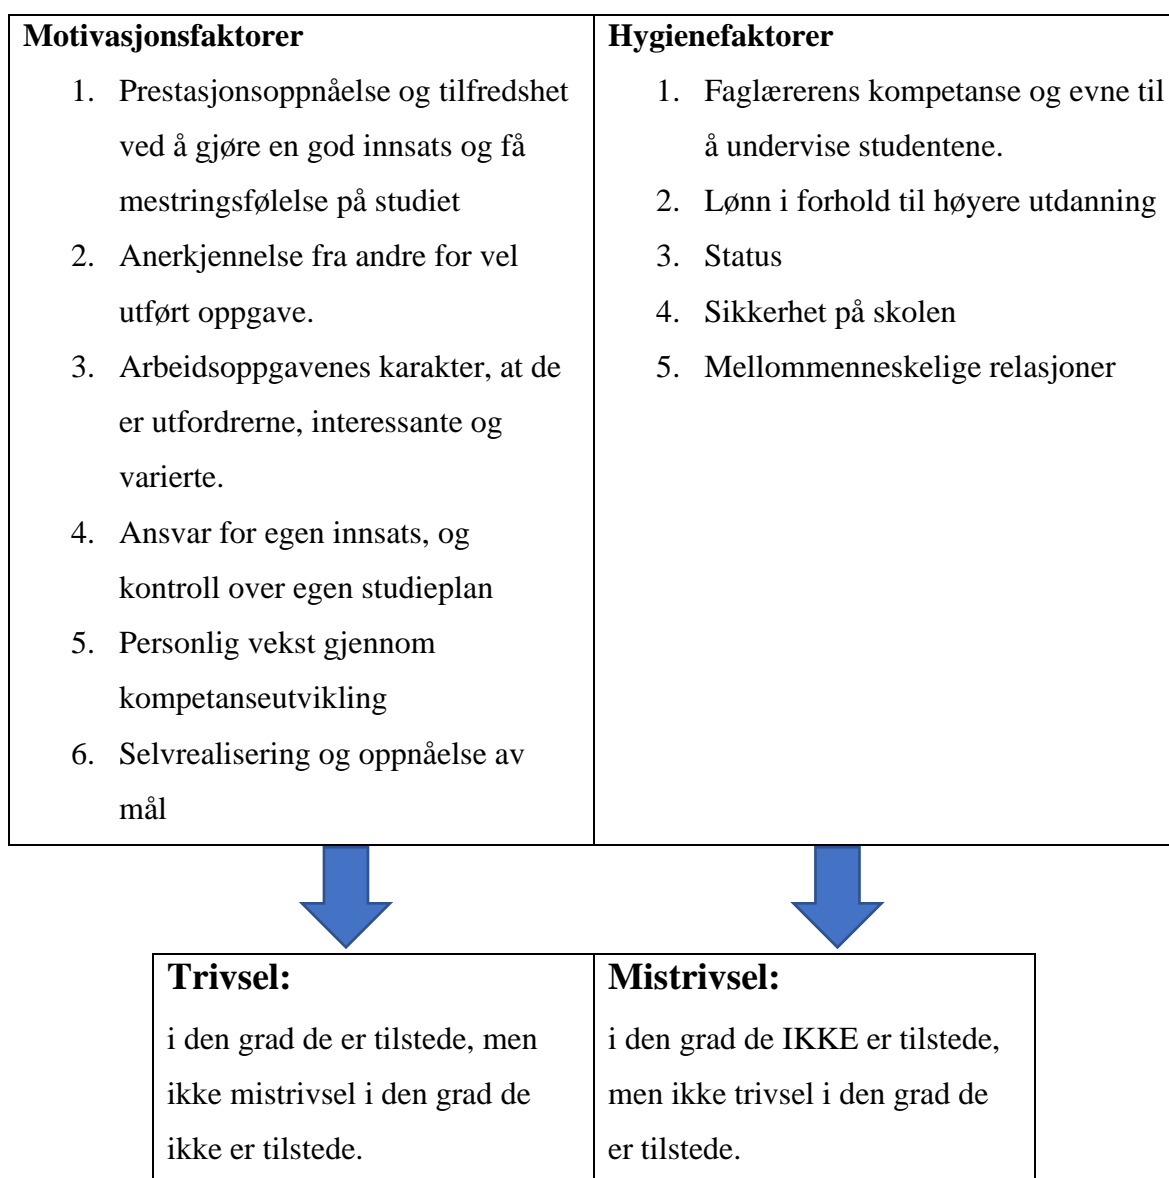 Motivasjonsfaktorer
1. Prestasjonsoppnåelse og tilfredshet
ved å gjøre en god innsats og få
mestringsfølelse på studiet
2. Anerkjennelse fra andre for vel
utført oppgave.
3. Arbeidsoppgavenes karakter, at de
er utfordrerne, interessante og
varierte.
4. Ansvar for egen innsats, og
kontroll over egen studieplan
5. Personlig vekst gjennom
kompetanseutvikling
6. Selvrealisering og oppnåelse av
mål
Hygienefaktorer
1. Faglærerens kompetanse og evne til
å undervise studentene.
2. Lønn i forhold til høyere utdanning
3. Status
4. Sikkerhet på skolen
5. Mellommenneskelige relasjoner
Trivsel:
i den grad de er tilstede, men
ikke mistrivsel i den grad de
ikke er tilstede.
Mistrivsel:
i den grad de IKKE er tilstede,
men ikke trivsel i den grad de
er tilstede.